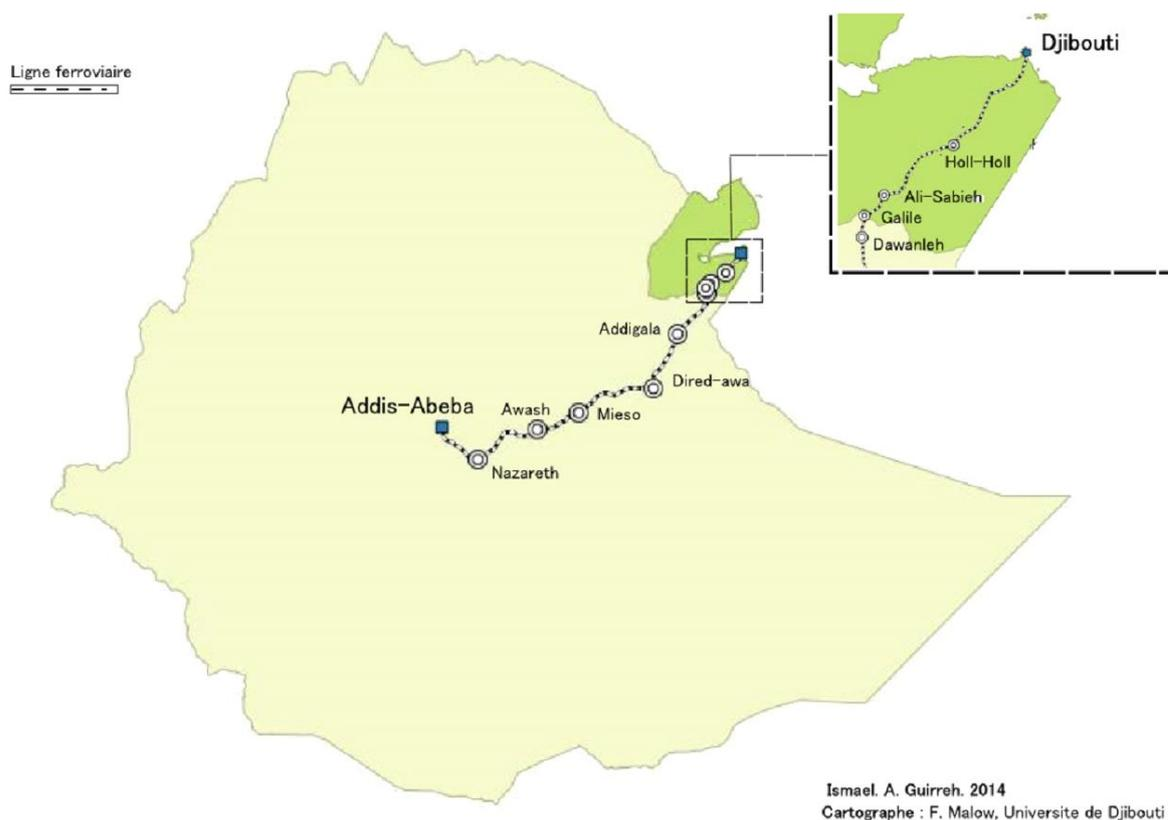 Ligne ferroviaire
Djibouti
Holl-Holl
Ali-Sabieh
Galile
Dawanleh
Addigala
Dired-awa
Addis-Abeba
Awash
Mieso
Nazareth
Ismael. A. Guirreh. 2014
Cartographe : F. Malow, Universite de Djibouti